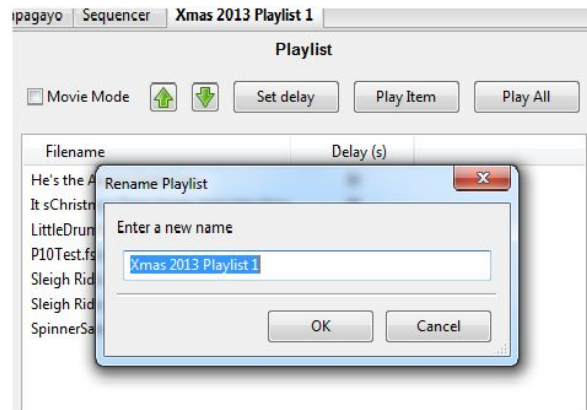 pagayo Sequencer Xmas 2013 Playlist 1
Playlist
Movie Mode Set delay Play Item Play All
Filename Delay (s)
He's the A
It sChristn
LittleDrun
P10Test.fs
Sleigh Rid
Sleigh Rid
SpinnerSa
Rename Playlist
Enter a new name
Xmas 2013 Playlist 1
OK Cancel